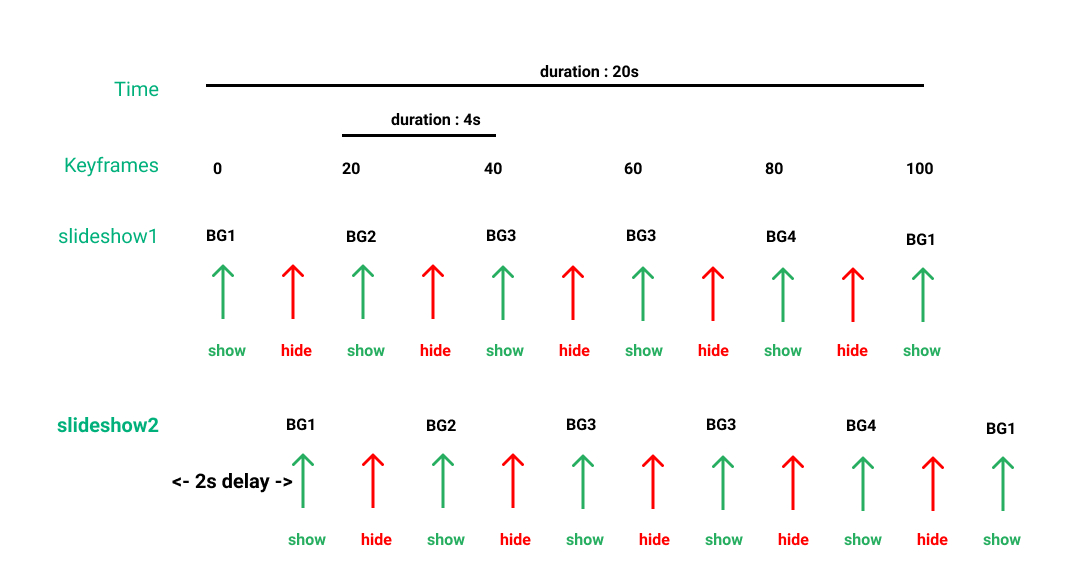 duration : 20s
Time
duration : 4s
Keyframes 0 20 40 60 80 100
slideshow1 BG1 BG2 BG3 BG3 BG4 BG1
show hide show hide show hide show hide show hide show
slideshow2 BG1 BG2 BG3 BG3 BG4 BG1
<- 2s delay ->
show hide show hide show hide show hide show hide show